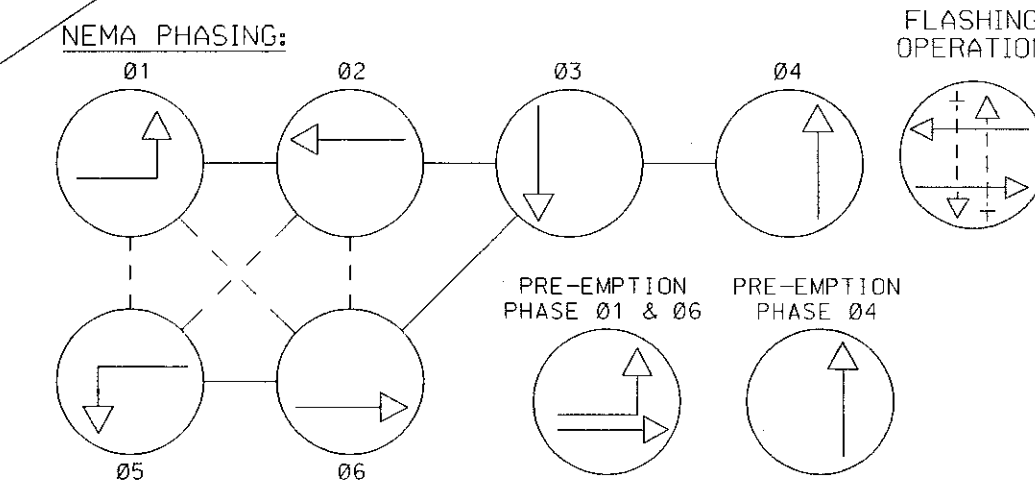 NEMA PHASING:
FLASHING
OPERATION
Ø1
Ø2
Ø3
Ø4
PRE-EMPTION
PHASE Ø1 & Ø6
PRE-EMPTION
PHASE Ø4
Ø5
Ø6